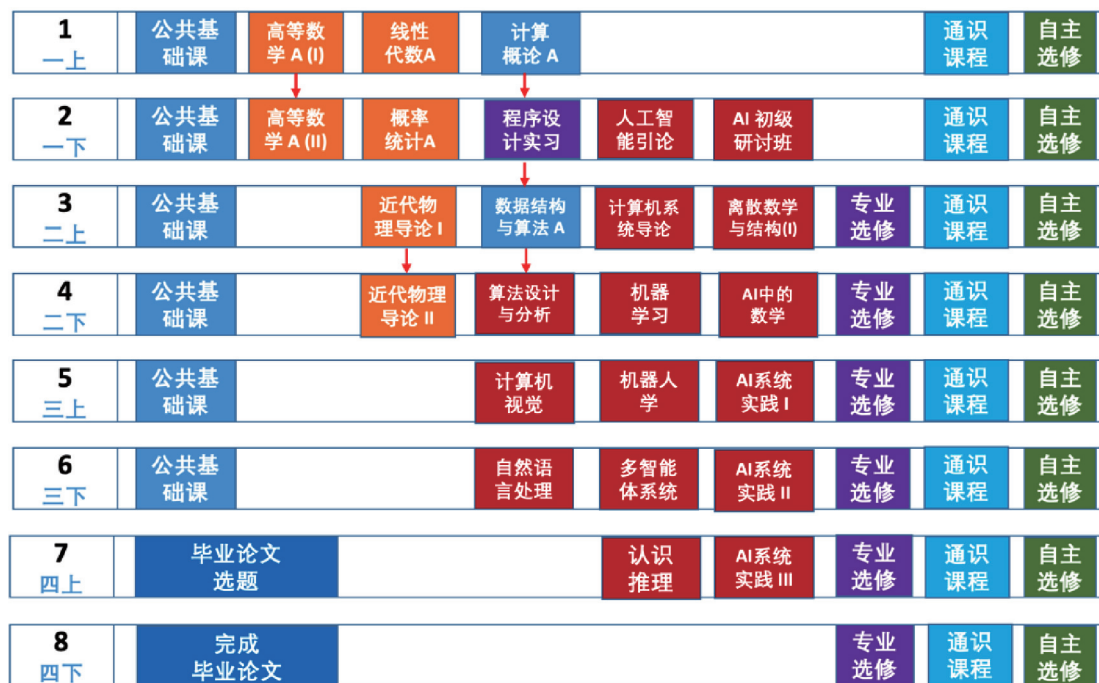 1
一上
公共基
础课
高等数
学 A (I)
线性
代数A
计算
概论 A
通识
课程
自主
选修
2
一下
公共基
础课
高等数
学 A (II)
概率
统计A
程序设
计实习
人工智
能引论
AI 初级
研讨班
通识
课程
自主
选修
3
二上
公共基
础课
近代物
理导论 I
数据结构
与算法 A
计算机系
统导论
离散数学
与结构(I)
专业
选修
通识
课程
自主
选修
4
二下
公共基
础课
近代物理
导论 II
算法设计
与分析
机器
学习
AI中的
数学
专业
选修
通识
课程
自主
选修
5
三上
公共基
础课
计算机
视觉
机器人
学
AI系统
实践 I
专业
选修
通识
课程
自主
选修
6
三下
公共基
础课
自然语
言处理
多智能
体系统
AI系统
实践 II
专业
选修
通识
课程
自主
选修
7
四上
毕业论文
选题
认识
推理
AI系统
实践 III
专业
选修
通识
课程
自主
选修
8
四下
完成
毕业论文
专业
选修
通识
课程
自主
选修